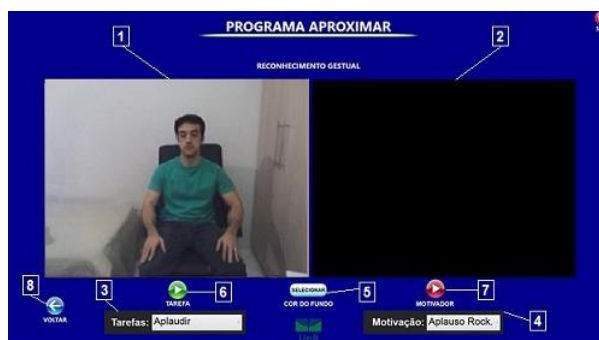 PROGRAMA APROXIMAR
1
2
RECONHECIMENTO GESTUAL
8
3
6
SELECIONAR
5
7
4
VOLTAR
TAREFA
COR DO FUNDO
MOTIVADOR
Tarefas: Aplaudir
Motivação: Aplauso Rock.
UnB